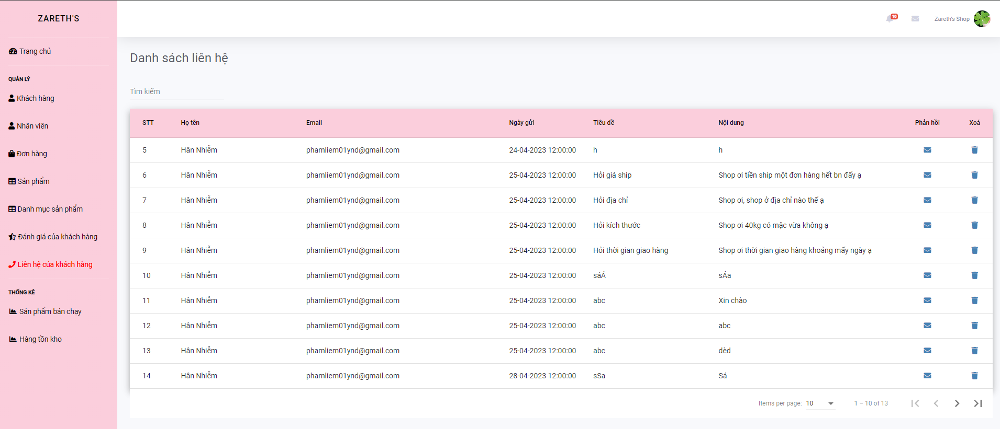 ZARETH'S
10
Zareth's Shop
Trang chủ
QUẢN LÝ
Khách hàng
Nhân viên
Đơn hàng
Sản phẩm
Danh mục sản phẩm
Đánh giá của khách hàng
Liên hệ của khách hàng
THỐNG KÊ
Sản phẩm bán chạy
Hàng tồn kho
Danh sách liên hệ
Tìm kiếm
STT Họ tên Email Ngày gửi Tiêu đề Nội dung Phản hồi Xoá
5 Hân Nhiễm phamliem01ynd@gmail.com 24-04-2023 12:00:00 h h
6 Hân Nhiễm phamliem01ynd@gmail.com 25-04-2023 12:00:00 Hỏi giá ship Shop ơi tiền ship một đơn hàng hết bn đấy ạ
7 Hân Nhiễm phamliem01ynd@gmail.com 25-04-2023 12:00:00 Hỏi địa chỉ Shop ơi, shop ở địa chỉ nào thế ạ
8 Hân Nhiễm phamliem01ynd@gmail.com 25-04-2023 12:00:00 Hỏi kích thước Shop ơi 40kg có mặc vừa không ạ
9 Hân Nhiễm phamliem01ynd@gmail.com 25-04-2023 12:00:00 Hỏi thời gian giao hàng Shop ơi thời gian giao hàng khoảng mấy ngày ạ
10 Hân Nhiễm phamliem01ynd@gmail.com 25-04-2023 12:00:00 sáÁ sÁa
11 Hân Nhiễm phamliem01ynd@gmail.com 25-04-2023 12:00:00 abc Xin chào
12 Hân Nhiễm phamliem01ynd@gmail.com 25-04-2023 12:00:00 abc abc
13 Hân Nhiễm phamliem01ynd@gmail.com 25-04-2023 12:00:00 abc dèd
14 Hân Nhiễm phamliem01ynd@gmail.com 28-04-2023 12:00:00 sSa Sá
Items per page: 10 1 – 10 of 13